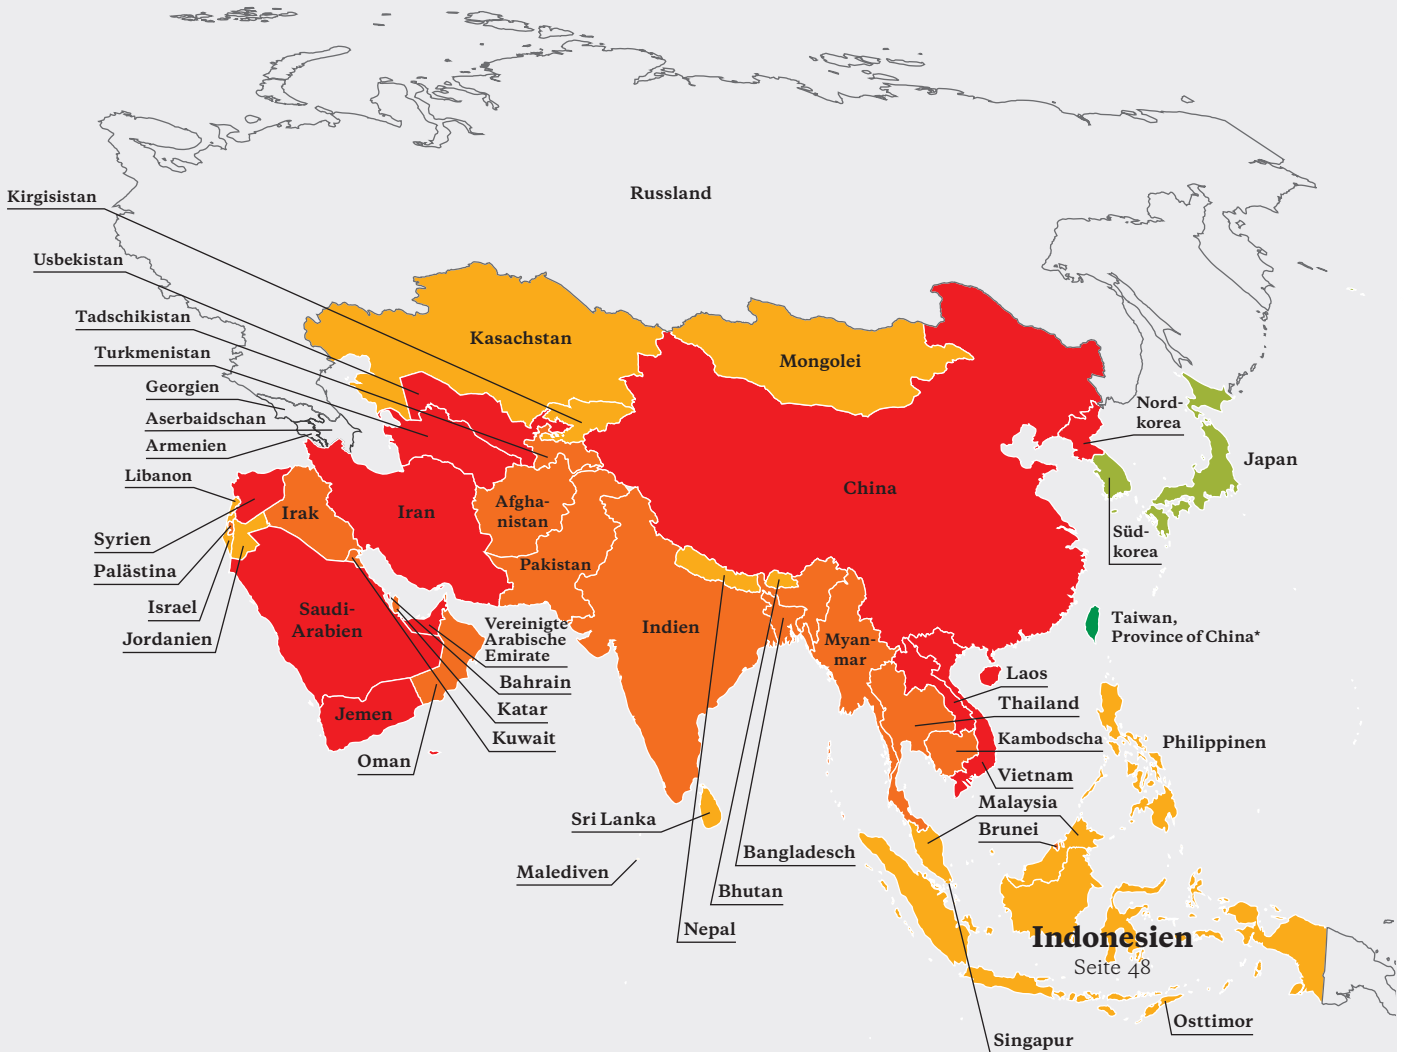 Russland
Kirgisistan
Usbekistan
Tadschikistan
Turkmenistan
Georgien
Aserbaidschan
Armenien
Libanon
Syrien
Palästina
Israel
Jordanien
Kasachstan
Mongolei
Nord-
korea
Japan
China
Süd-
korea
Irak
Iran
Afgha-
nistan
Pakistan
Saudi-
Arabien
Vereinigte
Arabische
Emirate
Indien
Myan-
mar
Taiwan,
Province of China*
Bahrain
Katar
Kuwait
Jemen
Oman
Laos
Thailand
Kambodscha
Vietnam
Philippinen
Malaysia
Brunei
Sri Lanka
Malediven
Bangladesch
Bhutan
Nepal
Indonesien
Seite 48
Osttimor
Singapur